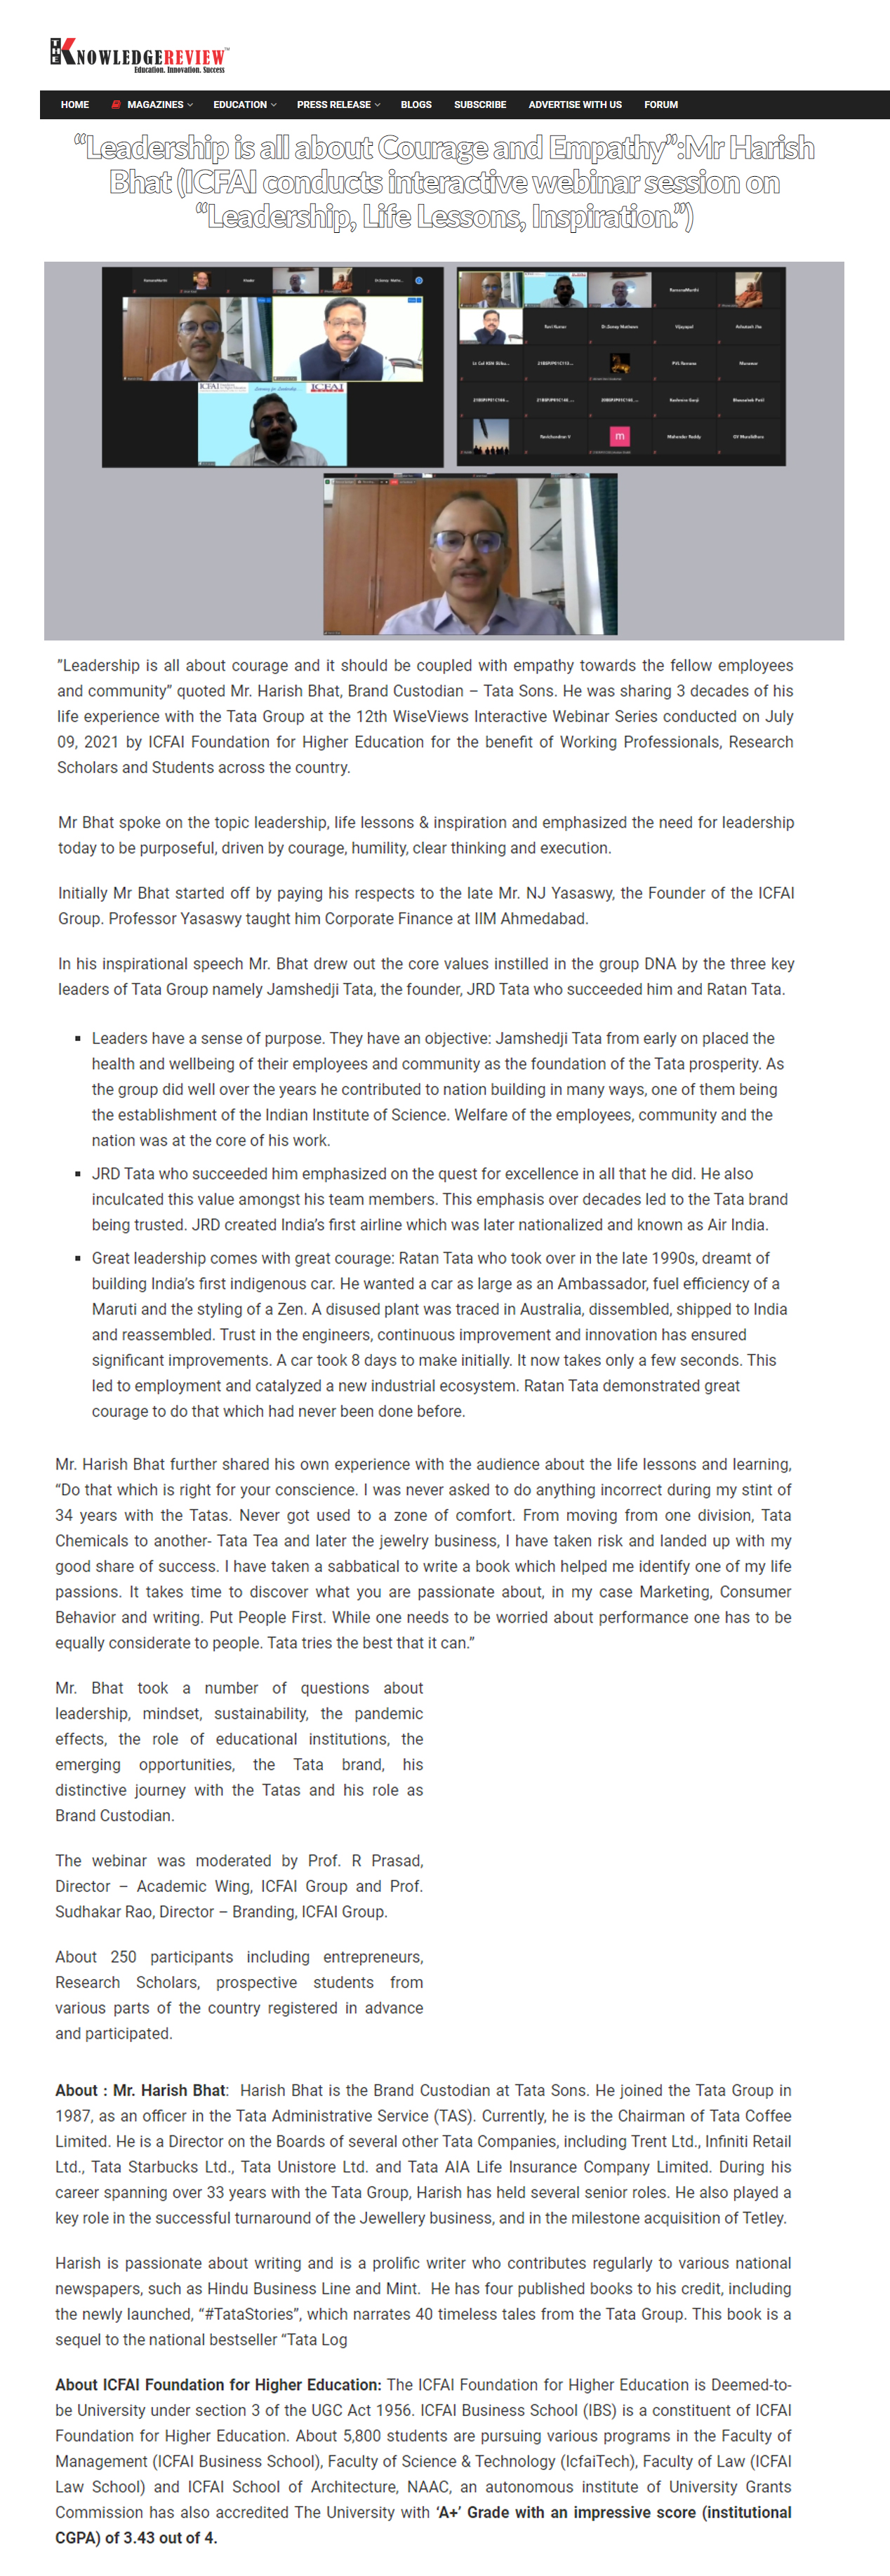 THE KNOWLEDGEREVIEW™
Education. Innovation. Success
HOME MAGAZINES EDUCATION PRESS RELEASE BLOGS SUBSCRIBE ADVERTISE WITH US FORUM
“Leadership is all about Courage and Empathy”:Mr Harish
Bhat (ICFAI conducts interactive webinar session on
“Leadership, Life Lessons, Inspiration.”)
RamanaMurthi
ICFAI
ICFAI
RamanaMurthi
Ravi Kumar
Vijayagopal
PVL Ramana
m
Mahender Reddy
”Leadership is all about courage and it should be coupled with empathy towards the fellow employees
and community” quoted Mr. Harish Bhat, Brand Custodian – Tata Sons. He was sharing 3 decades of his
life experience with the Tata Group at the 12th WiseViews Interactive Webinar Series conducted on July
09, 2021 by ICFAI Foundation for Higher Education for the benefit of Working Professionals, Research
Scholars and Students across the country.
Mr Bhat spoke on the topic leadership, life lessons & inspiration and emphasized the need for leadership
today to be purposeful, driven by courage, humility, clear thinking and execution.
Initially Mr Bhat started off by paying his respects to the late Mr. NJ Yasaswy, the Founder of the ICFAI
Group. Professor Yasaswy taught him Corporate Finance at IIM Ahmedabad.
In his inspirational speech Mr. Bhat drew out the core values instilled in the group DNA by the three key
leaders of Tata Group namely Jamshedji Tata, the founder, JRD Tata who succeeded him and Ratan Tata.
▪ Leaders have a sense of purpose. They have an objective: Jamshedji Tata from early on placed the
health and wellbeing of their employees and community as the foundation of the Tata prosperity. As
the group did well over the years he contributed to nation building in many ways, one of them being
the establishment of the Indian Institute of Science. Welfare of the employees, community and the
nation was at the core of his work.
▪ JRD Tata who succeeded him emphasized on the quest for excellence in all that he did. He also
inculcated this value amongst his team members. This emphasis over decades led to the Tata brand
being trusted. JRD created India’s first airline which was later nationalized and known as Air India.
▪ Great leadership comes with great courage: Ratan Tata who took over in the late 1990s, dreamt of
building India’s first indigenous car. He wanted a car as large as an Ambassador, fuel efficiency of a
Maruti and the styling of a Zen. A disused plant was traced in Australia, dissembled, shipped to India
and reassembled. Trust in the engineers, continuous improvement and innovation has ensured
significant improvements. A car took 8 days to make initially. It now takes only a few seconds. This
led to employment and catalyzed a new industrial ecosystem. Ratan Tata demonstrated great
courage to do that which had never been done before.
Mr. Harish Bhat further shared his own experience with the audience about the life lessons and learning,
“Do that which is right for your conscience. I was never asked to do anything incorrect during my stint of
34 years with the Tatas. Never got used to a zone of comfort. From moving from one division, Tata
Chemicals to another- Tata Tea and later the jewelry business, I have taken risk and landed up with my
good share of success. I have taken a sabbatical to write a book which helped me identify one of my life
passions. It takes time to discover what you are passionate about, in my case Marketing, Consumer
Behavior and writing. Put People First. While one needs to be worried about performance one has to be
equally considerate to people. Tata tries the best that it can.”
Mr. Bhat took a number of questions about
leadership, mindset, sustainability, the pandemic
effects, the role of educational institutions, the
emerging opportunities, the Tata brand, his
distinctive journey with the Tatas and his role as
Brand Custodian.
The webinar was moderated by Prof. R Prasad,
Director – Academic Wing, ICFAI Group and Prof.
Sudhakar Rao, Director – Branding, ICFAI Group.
About 250 participants including entrepreneurs,
Research Scholars, prospective students from
various parts of the country registered in advance
and participated.
About : Mr. Harish Bhat: Harish Bhat is the Brand Custodian at Tata Sons. He joined the Tata Group in
1987, as an officer in the Tata Administrative Service (TAS). Currently, he is the Chairman of Tata Coffee
Limited. He is a Director on the Boards of several other Tata Companies, including Trent Ltd., Infiniti Retail
Ltd., Tata Starbucks Ltd., Tata Unistore Ltd. and Tata AIA Life Insurance Company Limited. During his
career spanning over 33 years with the Tata Group, Harish has held several senior roles. He also played a
key role in the successful turnaround of the Jewellery business, and in the milestone acquisition of Tetley.
Harish is passionate about writing and is a prolific writer who contributes regularly to various national
newspapers, such as Hindu Business Line and Mint. He has four published books to his credit, including
the newly launched, “#TataStories”, which narrates 40 timeless tales from the Tata Group. This book is a
sequel to the national bestseller “Tata Log
About ICFAI Foundation for Higher Education: The ICFAI Foundation for Higher Education is Deemed-to-
be University under section 3 of the UGC Act 1956. ICFAI Business School (IBS) is a constituent of ICFAI
Foundation for Higher Education. About 5,800 students are pursuing various programs in the Faculty of
Management (ICFAI Business School), Faculty of Science & Technology (IcfaiTech), Faculty of Law (ICFAI
Law School) and ICFAI School of Architecture, NAAC, an autonomous institute of University Grants
Commission has also accredited The University with ‘A+’ Grade with an impressive score (institutional
CGPA) of 3.43 out of 4.